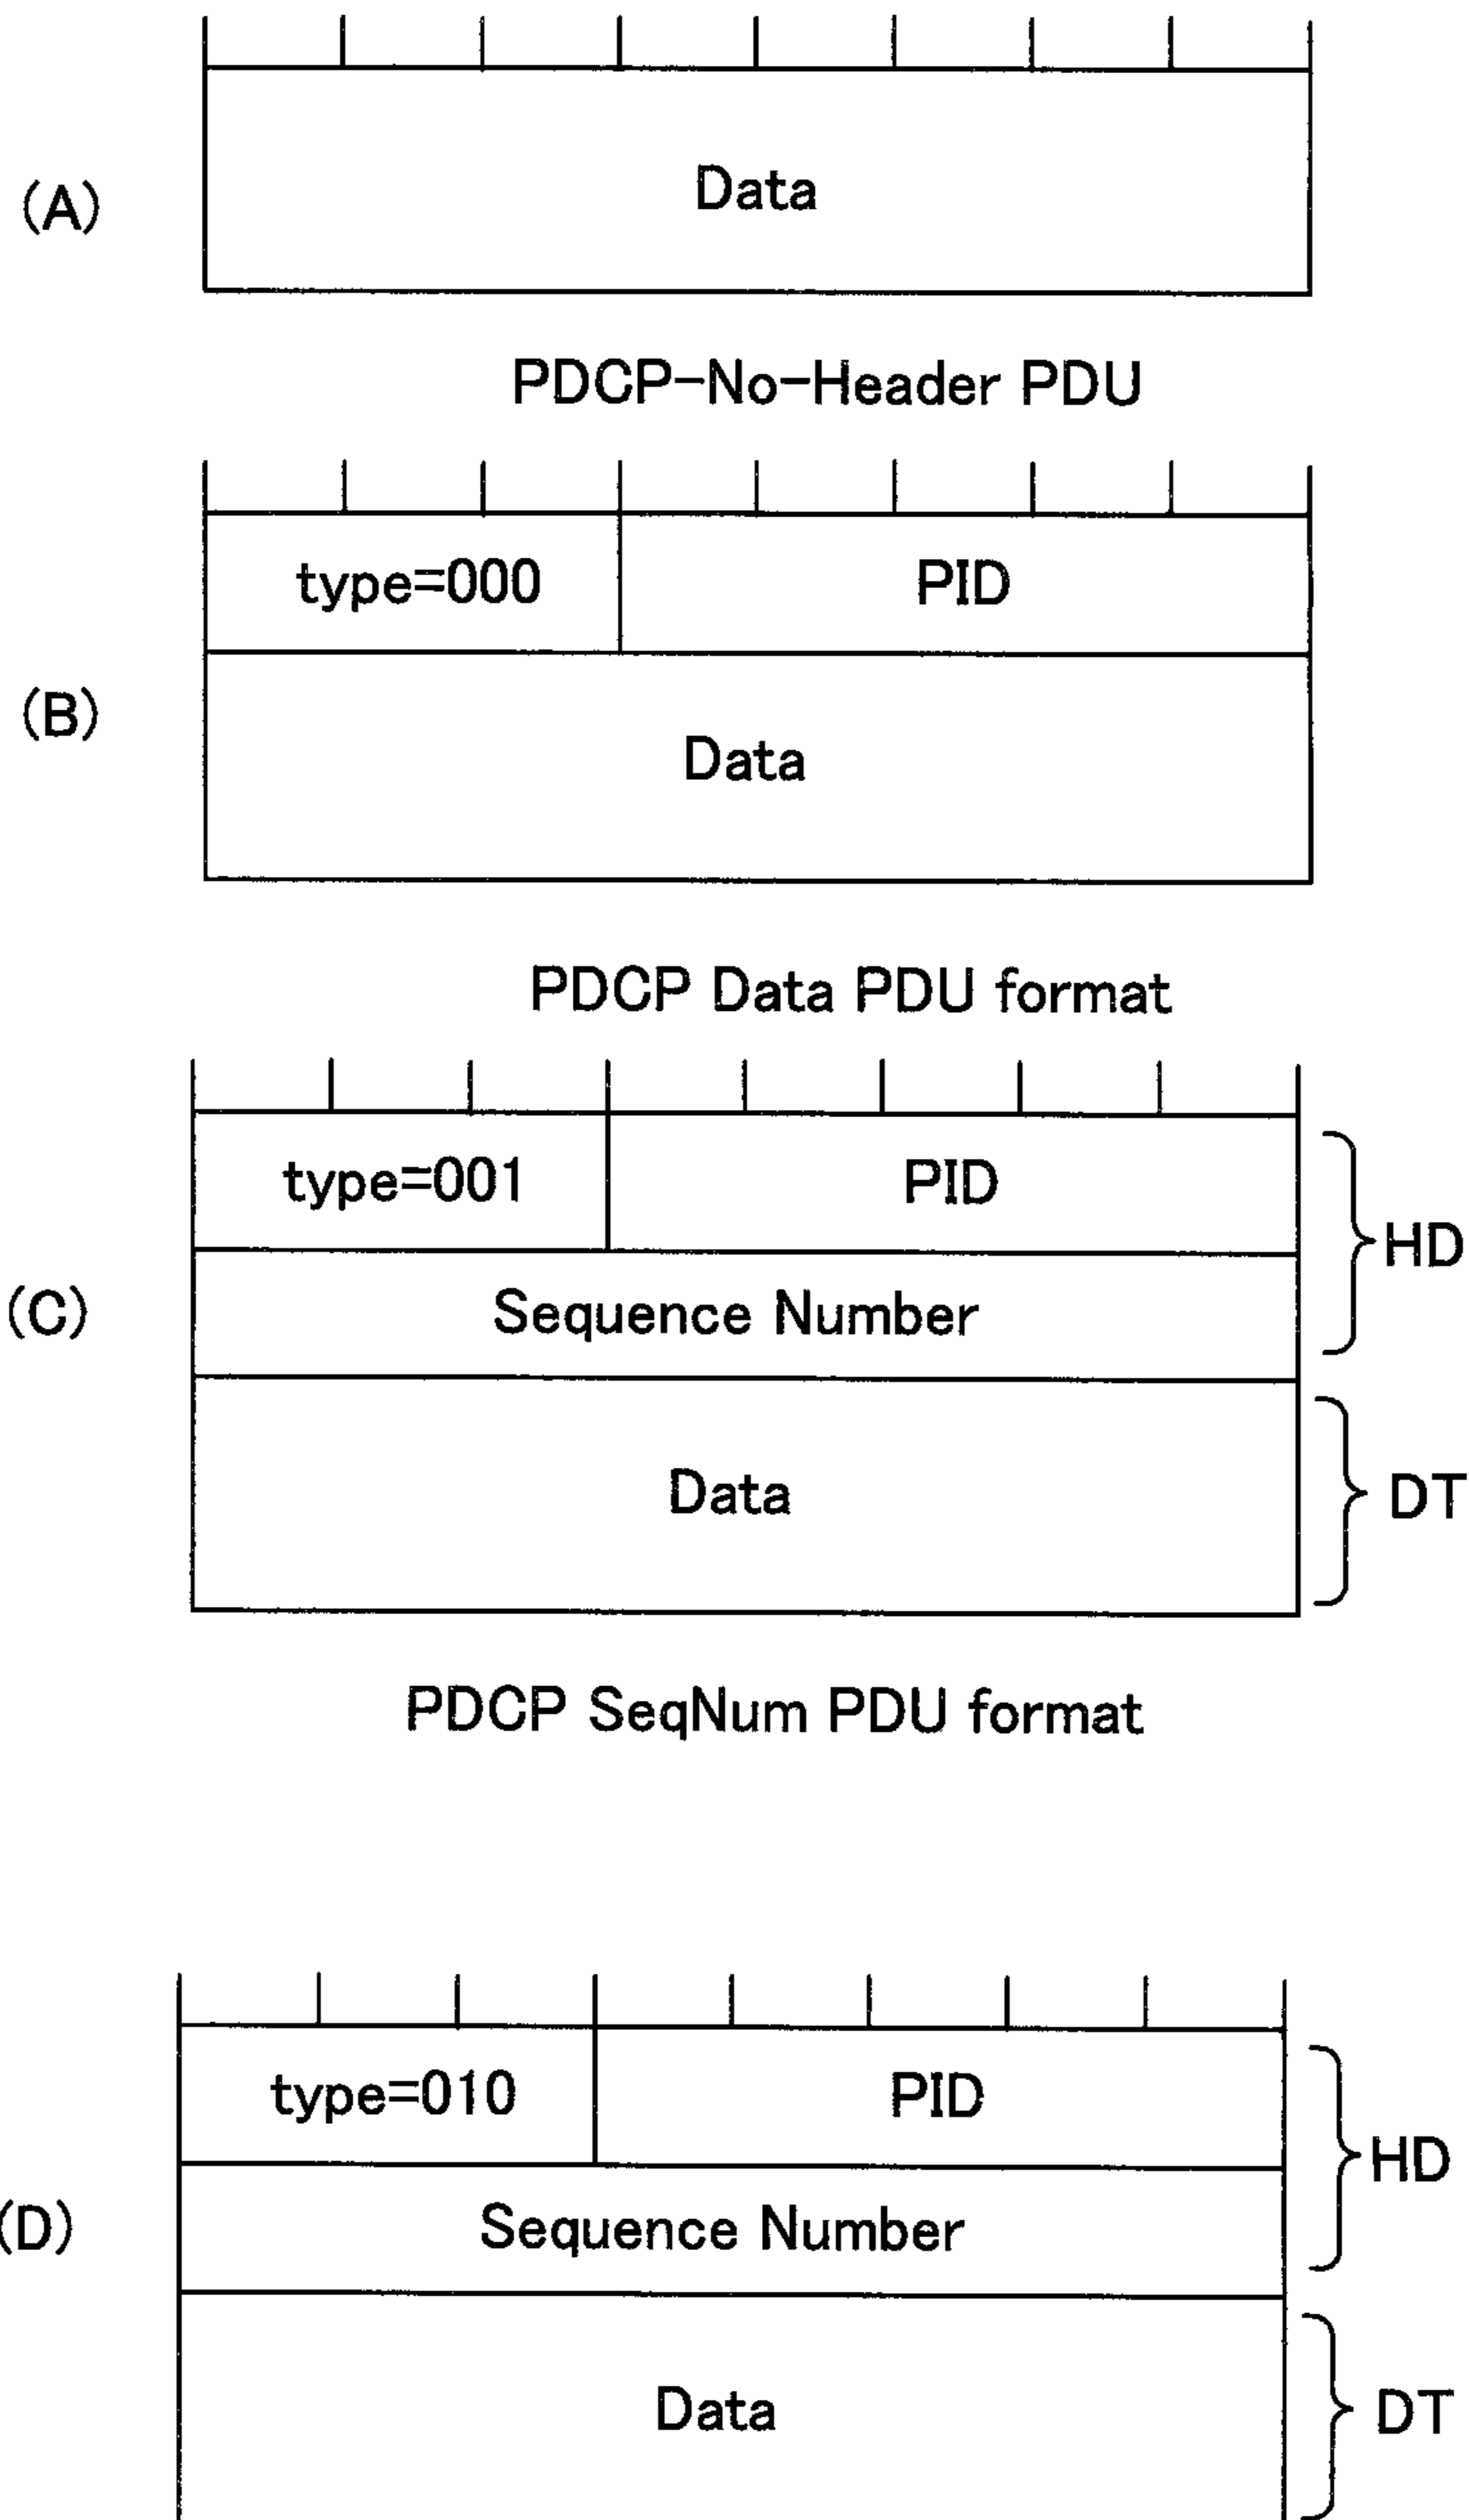 (A)
Data
PDCP-No-Header PDU
type=000
PID
(B)
Data
PDCP Data PDU format
type=001
PID
HD
(C)
Sequence Number
Data
DT
PDCP SeqNum PDU format
type=010
PID
HD
(D)
Sequence Number
Data
DT